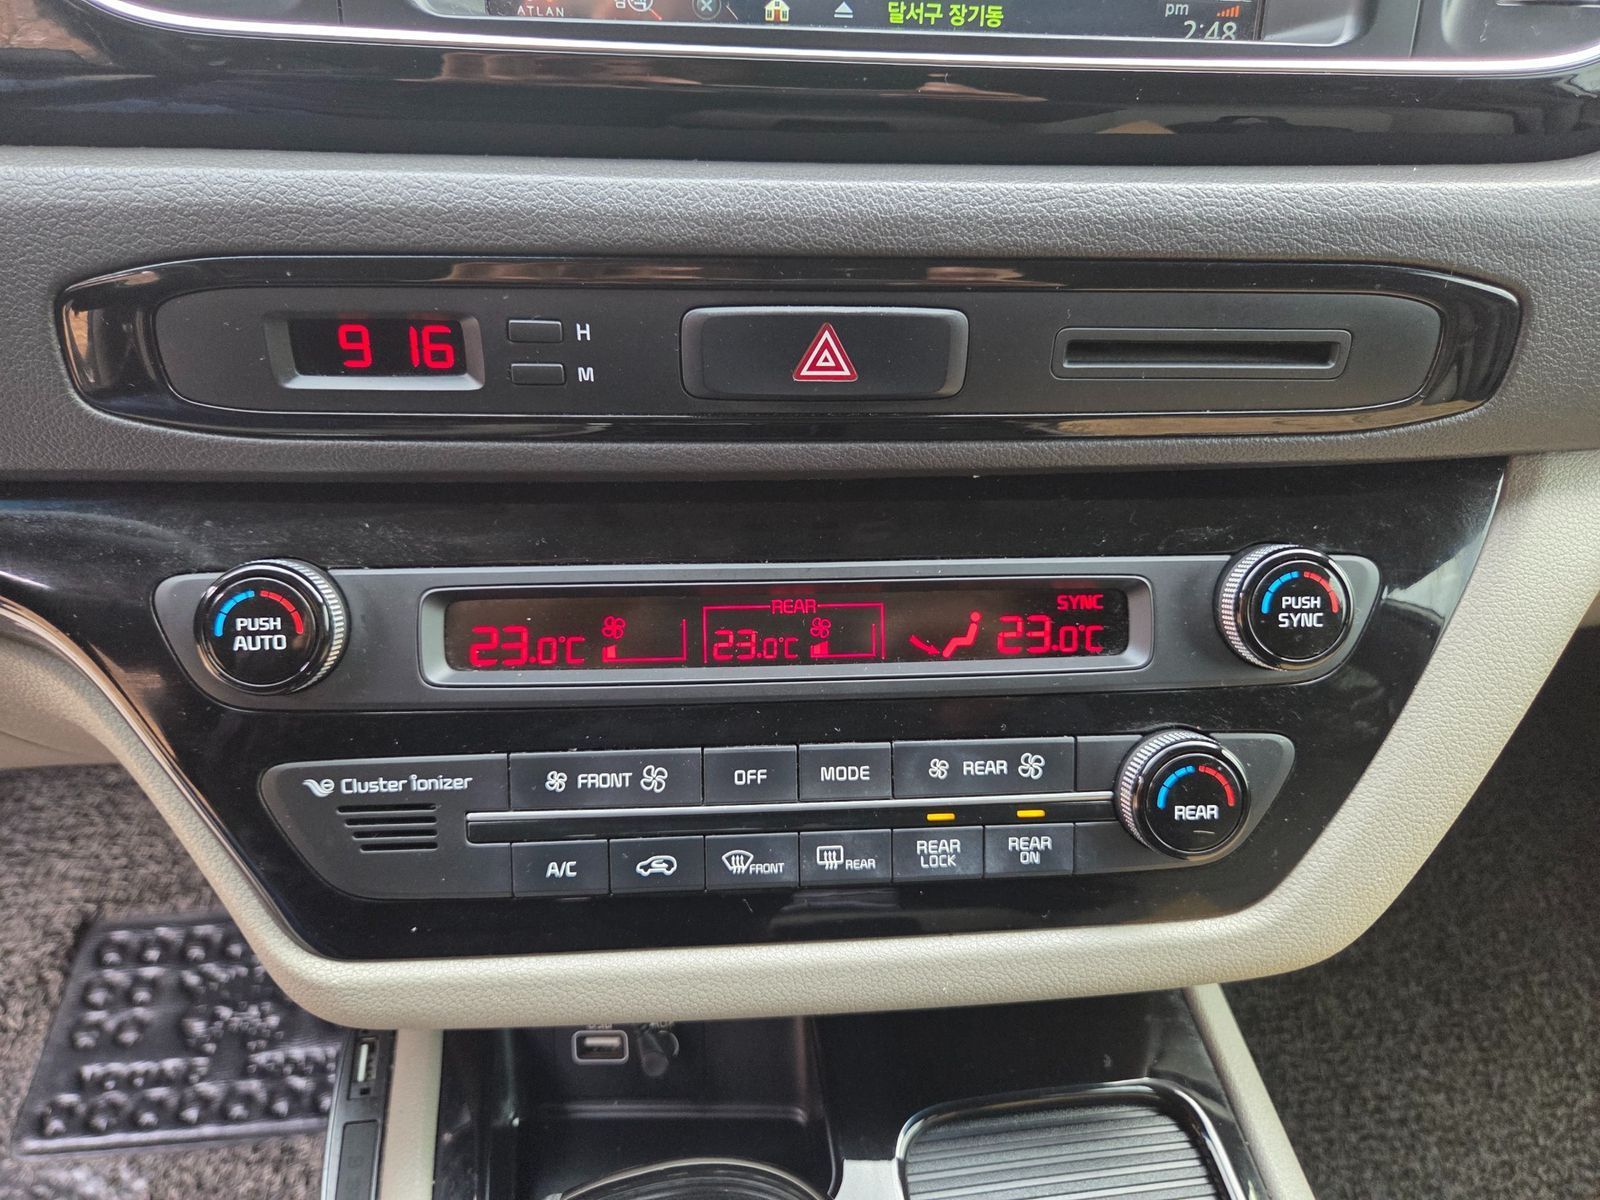 ATLAN
달서구 장기동
pm
2:48
9 16
H
M
PUSH
AUTO
23.0°C
REAR
23.0°C
SYNC
23.0°C
PUSH
SYNC
Cluster ionizer
FRONT
OFF
MODE
REAR
REAR
A/C
FRONT
REAR
REAR
LOCK
REAR
ON